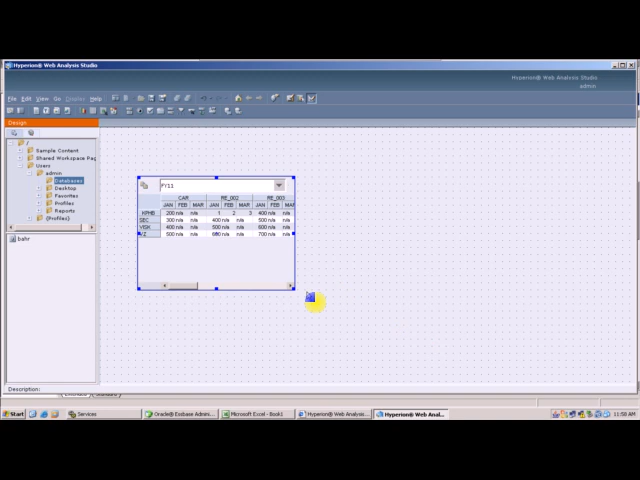 Hyperion® Web Analysis Studio
Hyperion® Web Analysis Studio
admin
File Edit View Go Display Help
Design
/
Sample Content
Shared Workspace Pag
Users
admin
Databases
Desktop
Favorites
Profiles
Reports
{Profiles}
bahr
FY11
CAR RE_002 RE_003
JAN FEB MAR JAN FEB MAR JAN FEB MAR
KPHB 200 n/a n/a 1 2 3 400 n/a n/a
SEC 300 n/a n/a 400 n/a n/a 500 n/a n/a
VISK 400 n/a n/a 500 n/a n/a 600 n/a n/a
500 n/a n/a 600 n/a n/a 700 n/a n/a
Description:
Start Services Oracle® Essbase Admini... Microsoft Excel - Book1 Hyperion® Web Analysis... Hyperion® Web Anal... 11:58 AM